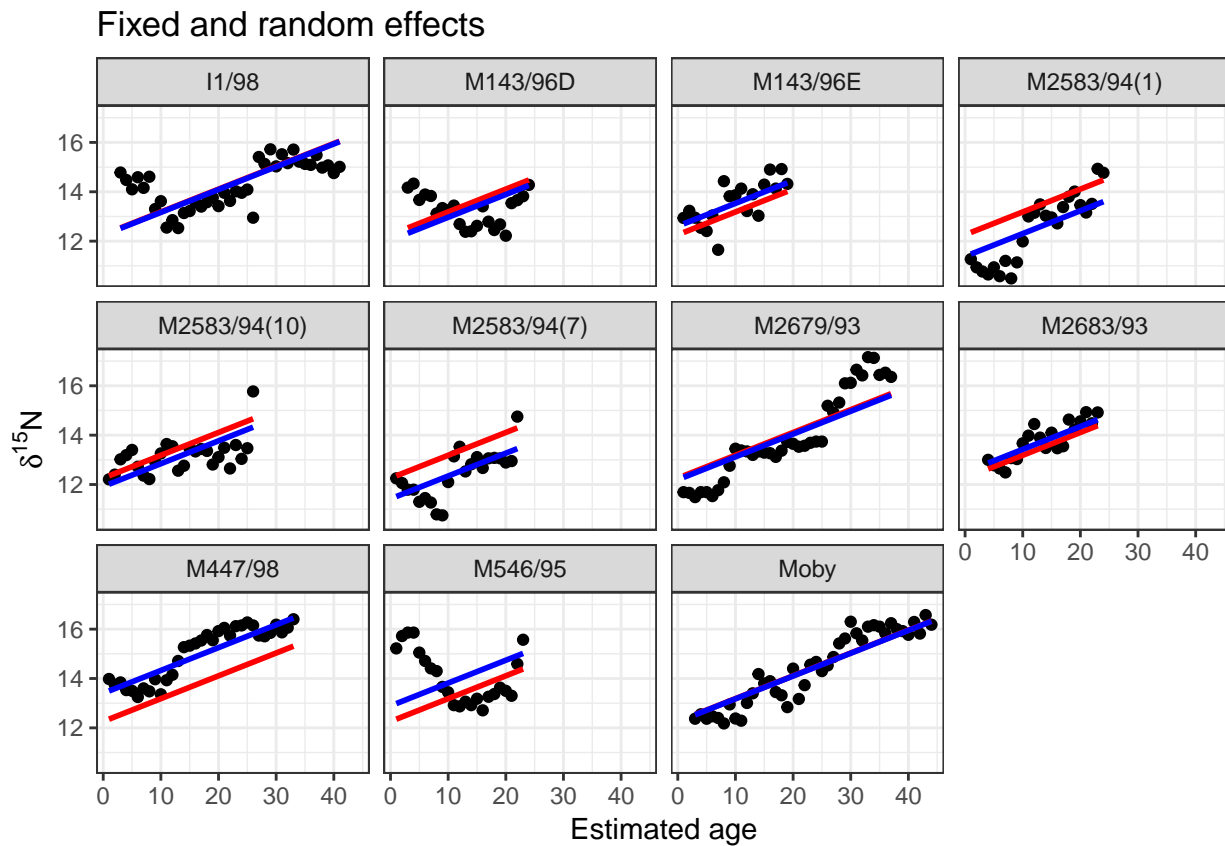 Fixed and random effects
I1/98 M143/96D M143/96E M2583/94(1)
16
14
12
M2583/94(10) M2583/94(7) M2679/93 M2683/93
16
14
12
0 10 20 30 40
M447/98 M546/95 Moby
16
14
12
0 10 20 30 40 0 10 20 30 40 0 10 20 30 40
δ¹⁵N
Estimated age